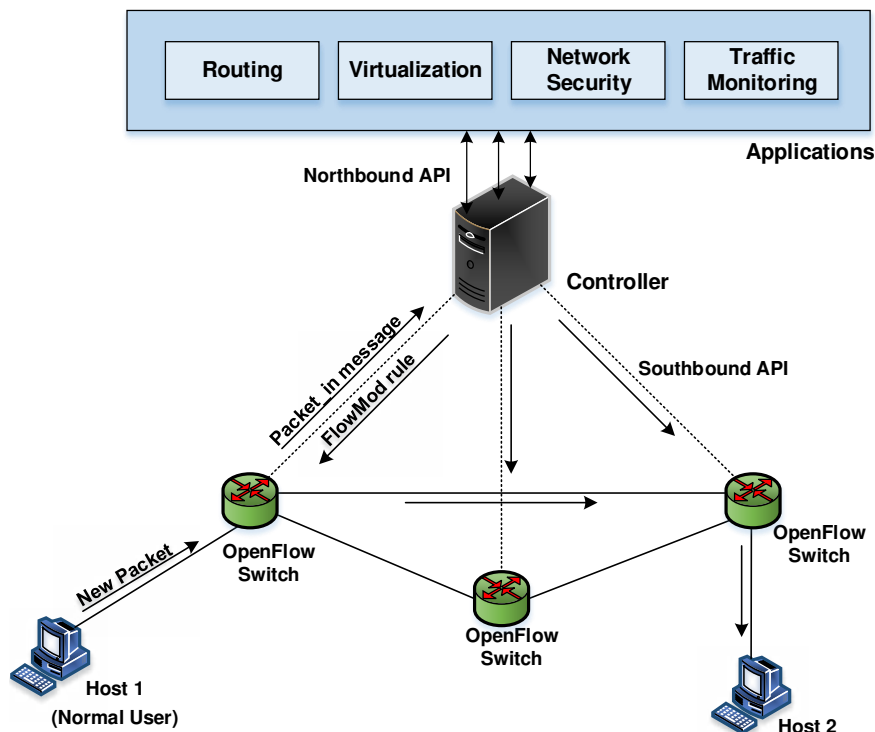 Routing
Virtualization
Network
Security
Traffic
Monitoring
Applications
Northbound API
Controller
Packet_in message
FlowMod rule
Southbound API
New Packet
OpenFlow
Switch
OpenFlow
Switch
OpenFlow
Switch
Host 1
(Normal User)
Host 2